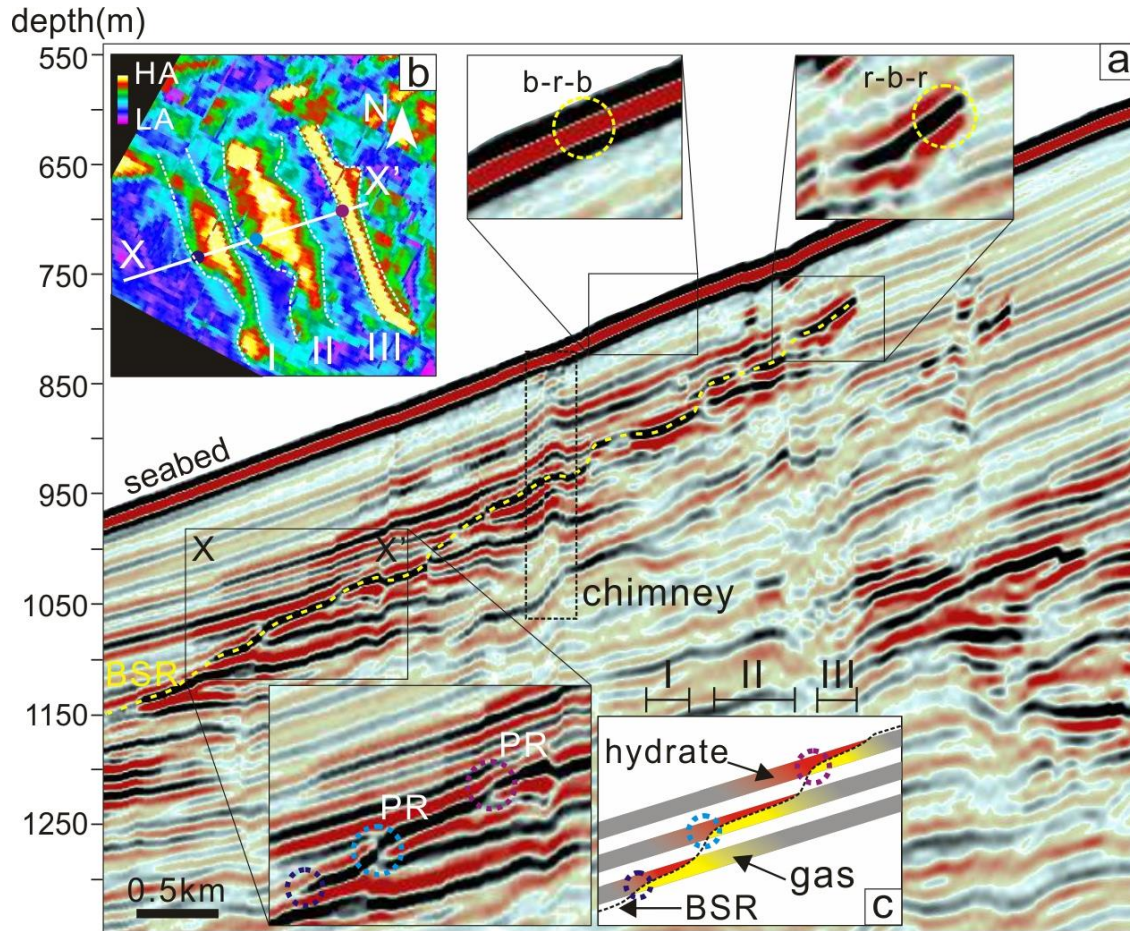 depth(m)
550
650
750
850
950
1050
1150
1250
a
b
HA
LA
N
X
X'
I
II
III
b-r-b
r-b-r
seabed
X
X'
chimney
BSR
PR
PR
I
II
III
hydrate
gas
BSR
c
0.5km